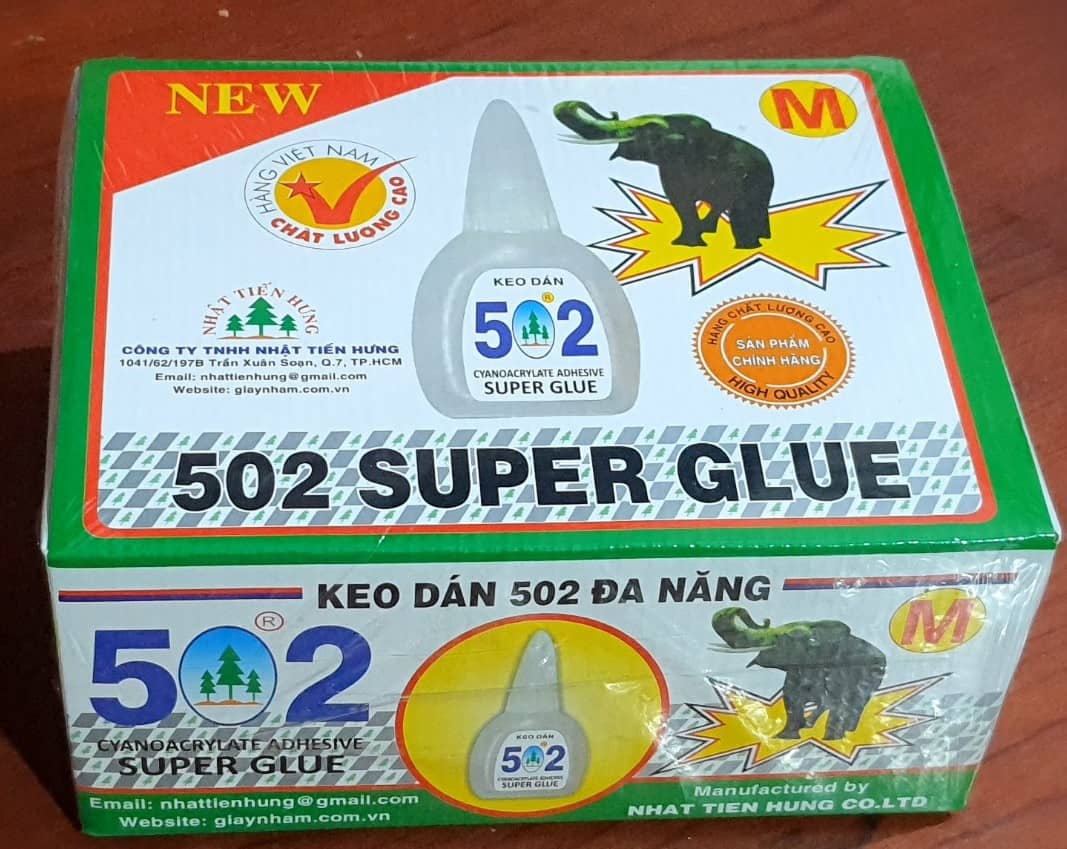 NEW
M
HÀNG VIỆT NAM
CHẤT LƯỢNG CAO
NHẬT TIẾN HƯNG
CÔNG TY TNHH NHẬT TIẾN HƯNG
1041/62/197B Trần Xuân Soạn, Q.7, TP.HCM
Email: nhattienhung@gmail.com
Website: giaynham.com.vn
KEO DÁN
502®
CYANOACRYLATE ADHESIVE
SUPER GLUE
HÀNG CHẤT LƯỢNG CAO
SẢN PHẨM
CHÍNH HÃNG
HIGH QUALITY
502 SUPER GLUE
KEO DÁN 502 ĐA NĂNG
502®
CYANOACRYLATE ADHESIVE
SUPER GLUE
Email: nhattienhung@gmail.com
Website: giaynham.com.vn
KEO DÁN
502®
CYANOACRYLATE ADHESIVE
SUPER GLUE
M
Manufactured by
NHAT TIEN HUNG CO.LTD